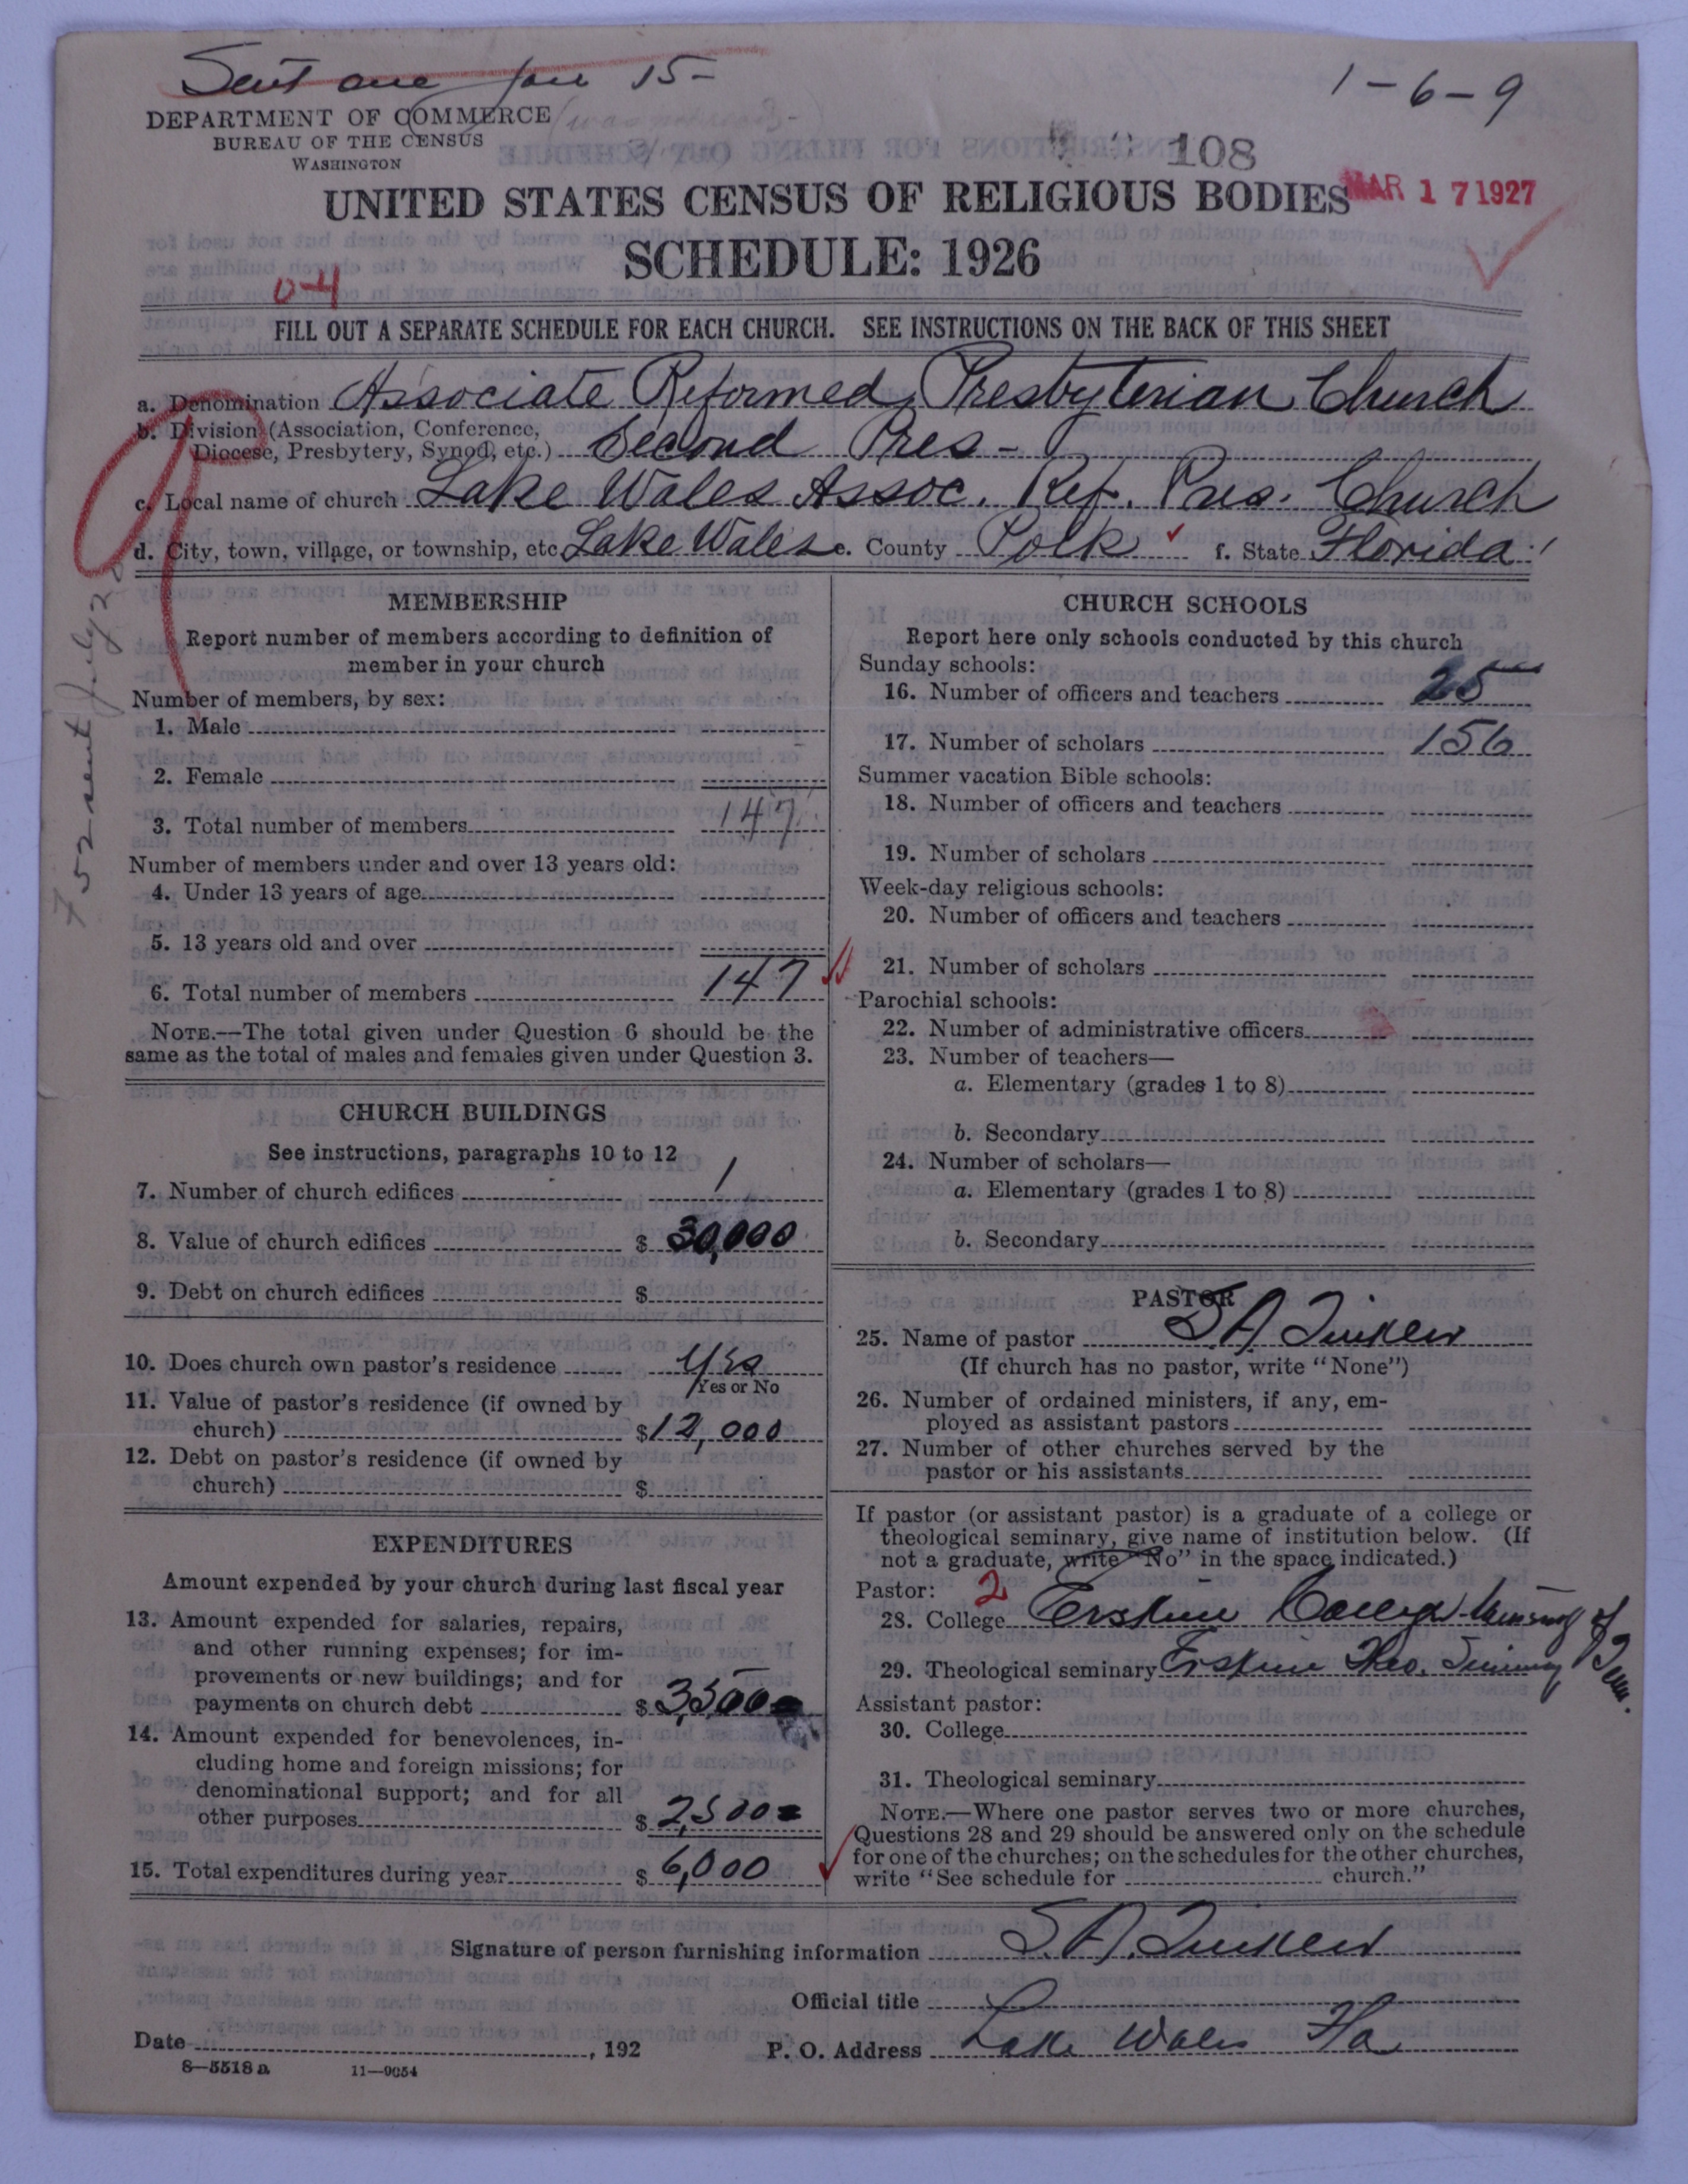 Sent one Jan 15-
1-6-9
DEPARTMENT OF COMMERCE
BUREAU OF THE CENSUS
WASHINGTON
108
MAR 17 1927
UNITED STATES CENSUS OF RELIGIOUS BODIES
SCHEDULE: 1926
0-4
FILL OUT A SEPARATE SCHEDULE FOR EACH CHURCH. SEE INSTRUCTIONS ON THE BACK OF THIS SHEET
a. Denomination Associate Reformed Presbyterian Church
b. Division (Association, Conference, Diocese, Presbytery, Synod, etc.) Second Pres-
c. Local name of church Lake Wales Assoc. Ref. Pres. Church
d. City, town, village, or township, etc. Lake Wales e. County Polk f. State Florida
752 sent July 2
MEMBERSHIP
Report number of members according to definition of
member in your church
Number of members, by sex:
1. Male
2. Female
3. Total number of members 147
Number of members under and over 13 years old:
4. Under 13 years of age
5. 13 years old and over
6. Total number of members 147
NOTE.—The total given under Question 6 should be the
same as the total of males and females given under Question 3.
CHURCH BUILDINGS
See instructions, paragraphs 10 to 12
7. Number of church edifices 1
8. Value of church edifices $ 30,000
9. Debt on church edifices $
10. Does church own pastor's residence Yes
Yes or No
11. Value of pastor's residence (if owned by
church) $ 12,000
12. Debt on pastor's residence (if owned by
church) $
EXPENDITURES
Amount expended by your church during last fiscal year
13. Amount expended for salaries, repairs,
and other running expenses; for im-
provements or new buildings; and for
payments on church debt $ 3,500
14. Amount expended for benevolences, in-
cluding home and foreign missions; for
denominational support; and for all
other purposes $ 2,500
15. Total expenditures during year $ 6,000
CHURCH SCHOOLS
Report here only schools conducted by this church
Sunday schools:
16. Number of officers and teachers 25
17. Number of scholars 156
Summer vacation Bible schools:
18. Number of officers and teachers
19. Number of scholars
Week-day religious schools:
20. Number of officers and teachers
21. Number of scholars
Parochial schools:
22. Number of administrative officers
23. Number of teachers—
a. Elementary (grades 1 to 8)
b. Secondary
24. Number of scholars—
a. Elementary (grades 1 to 8)
b. Secondary
PASTOR
25. Name of pastor S A Tinkler
(If church has no pastor, write "None")
26. Number of ordained ministers, if any, em-
ployed as assistant pastors
27. Number of other churches served by the
pastor or his assistants
If pastor (or assistant pastor) is a graduate of a college or
theological seminary, give name of institution below. (If
not a graduate, write "No" in the space indicated.)
Pastor: 2
28. College Erskine College- of Tenn.
29. Theological seminary Erskine Theo. Seminary
Assistant pastor:
30. College
31. Theological seminary
NOTE.—Where one pastor serves two or more churches,
Questions 28 and 29 should be answered only on the schedule
for one of the churches; on the schedules for the other churches,
write "See schedule for church."
Signature of person furnishing information S. A. Tinkler
Official title
Date , 192
P. O. Address Lake Wales Fla
8—5518 a 11—9054